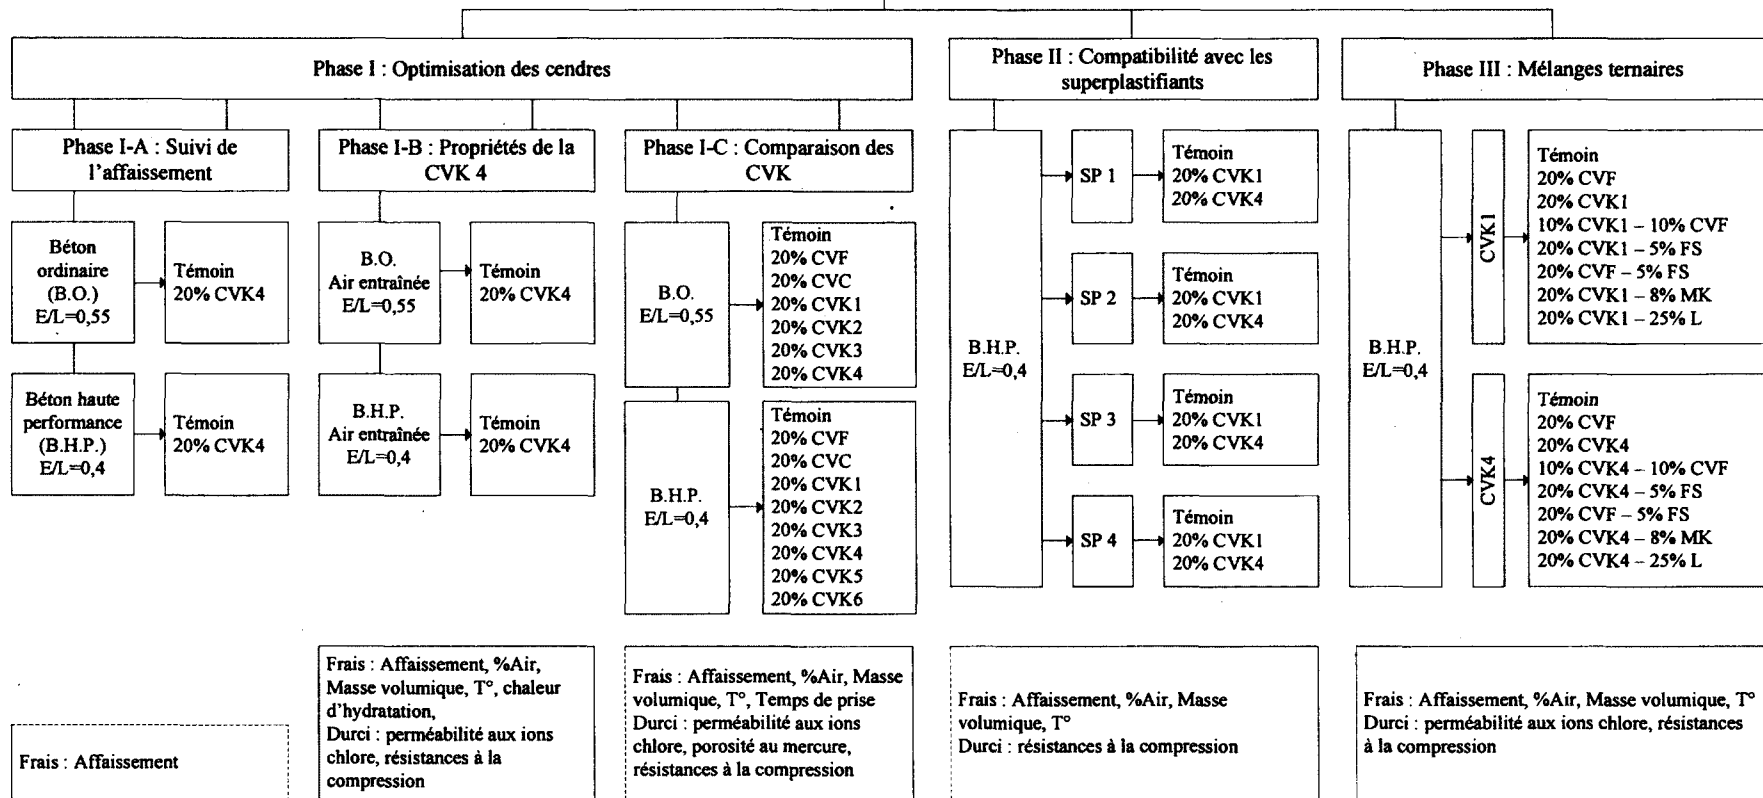 Phase I : Optimisation des cendres
Phase I-A : Suivi de
l'affaissement
Béton
ordinaire
(B.O.)
E/L=0,55
Témoin
20% CVK4
Béton haute
performance
(B.H.P.)
E/L=0,4
Témoin
20% CVK4
Frais : Affaissement
Phase I-B : Propriétés de la
CVK 4
B.O.
Air entraînée
E/L=0,55
Témoin
20% CVK4
B.H.P.
Air entraînée
E/L=0,4
Témoin
20% CVK4
Frais : Affaissement, %Air,
Masse volumique, T°, chaleur
d'hydratation,
Durci : perméabilité aux ions
chlore, résistances à la
compression
Phase I-C : Comparaison des
CVK
B.O.
E/L=0,55
Témoin
20% CVF
20% CVC
20% CVK1
20% CVK2
20% CVK3
20% CVK4
B.H.P.
E/L=0,4
Témoin
20% CVF
20% CVC
20% CVK1
20% CVK2
20% CVK3
20% CVK4
20% CVK5
20% CVK6
Frais : Affaissement, %Air, Masse
volumique, T°, Temps de prise
Durci : perméabilité aux ions
chlore, porosité au mercure,
résistances à la compression
Phase II : Compatibilité avec les
superplastifiants
B.H.P.
E/L=0,4
SP 1
Témoin
20% CVK1
20% CVK4
SP 2
Témoin
20% CVK1
20% CVK4
SP 3
Témoin
20% CVK1
20% CVK4
SP 4
Témoin
20% CVK1
20% CVK4
Frais : Affaissement, %Air, Masse
volumique, T°
Durci : résistances à la compression
Phase III : Mélanges ternaires
B.H.P.
E/L=0,4
CVK1
Témoin
20% CVF
20% CVK1
10% CVK1 – 10% CVF
20% CVK1 – 5% FS
20% CVF – 5% FS
20% CVK1 – 8% MK
20% CVK1 – 25% L
CVK4
Témoin
20% CVF
20% CVK4
10% CVK4 – 10% CVF
20% CVK4 – 5% FS
20% CVF – 5% FS
20% CVK4 – 8% MK
20% CVK4 – 25% L
Frais : Affaissement, %Air, Masse volumique, T°
Durci : perméabilité aux ions chlore, résistances
à la compression